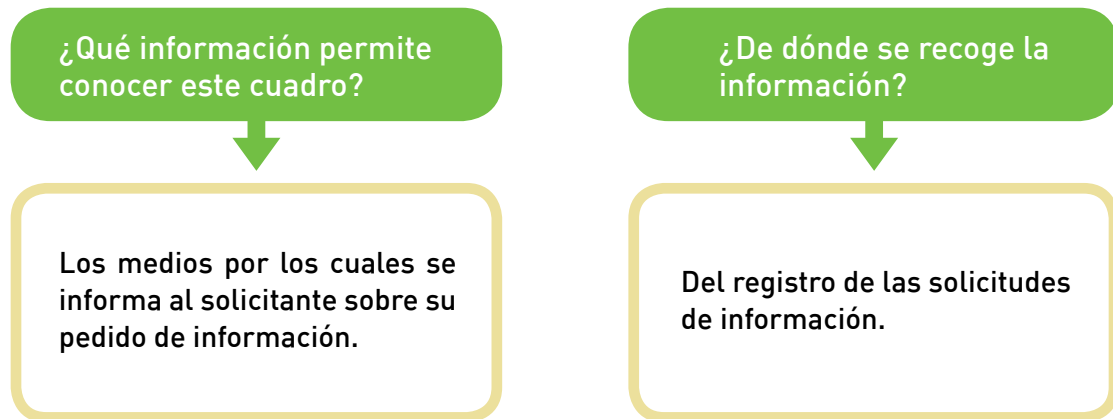 ¿Qué información permite
conocer este cuadro?
Los medios por los cuales se
informa al solicitante sobre su
pedido de información.
¿De dónde se recoge la
información?
Del registro de las solicitudes
de información.